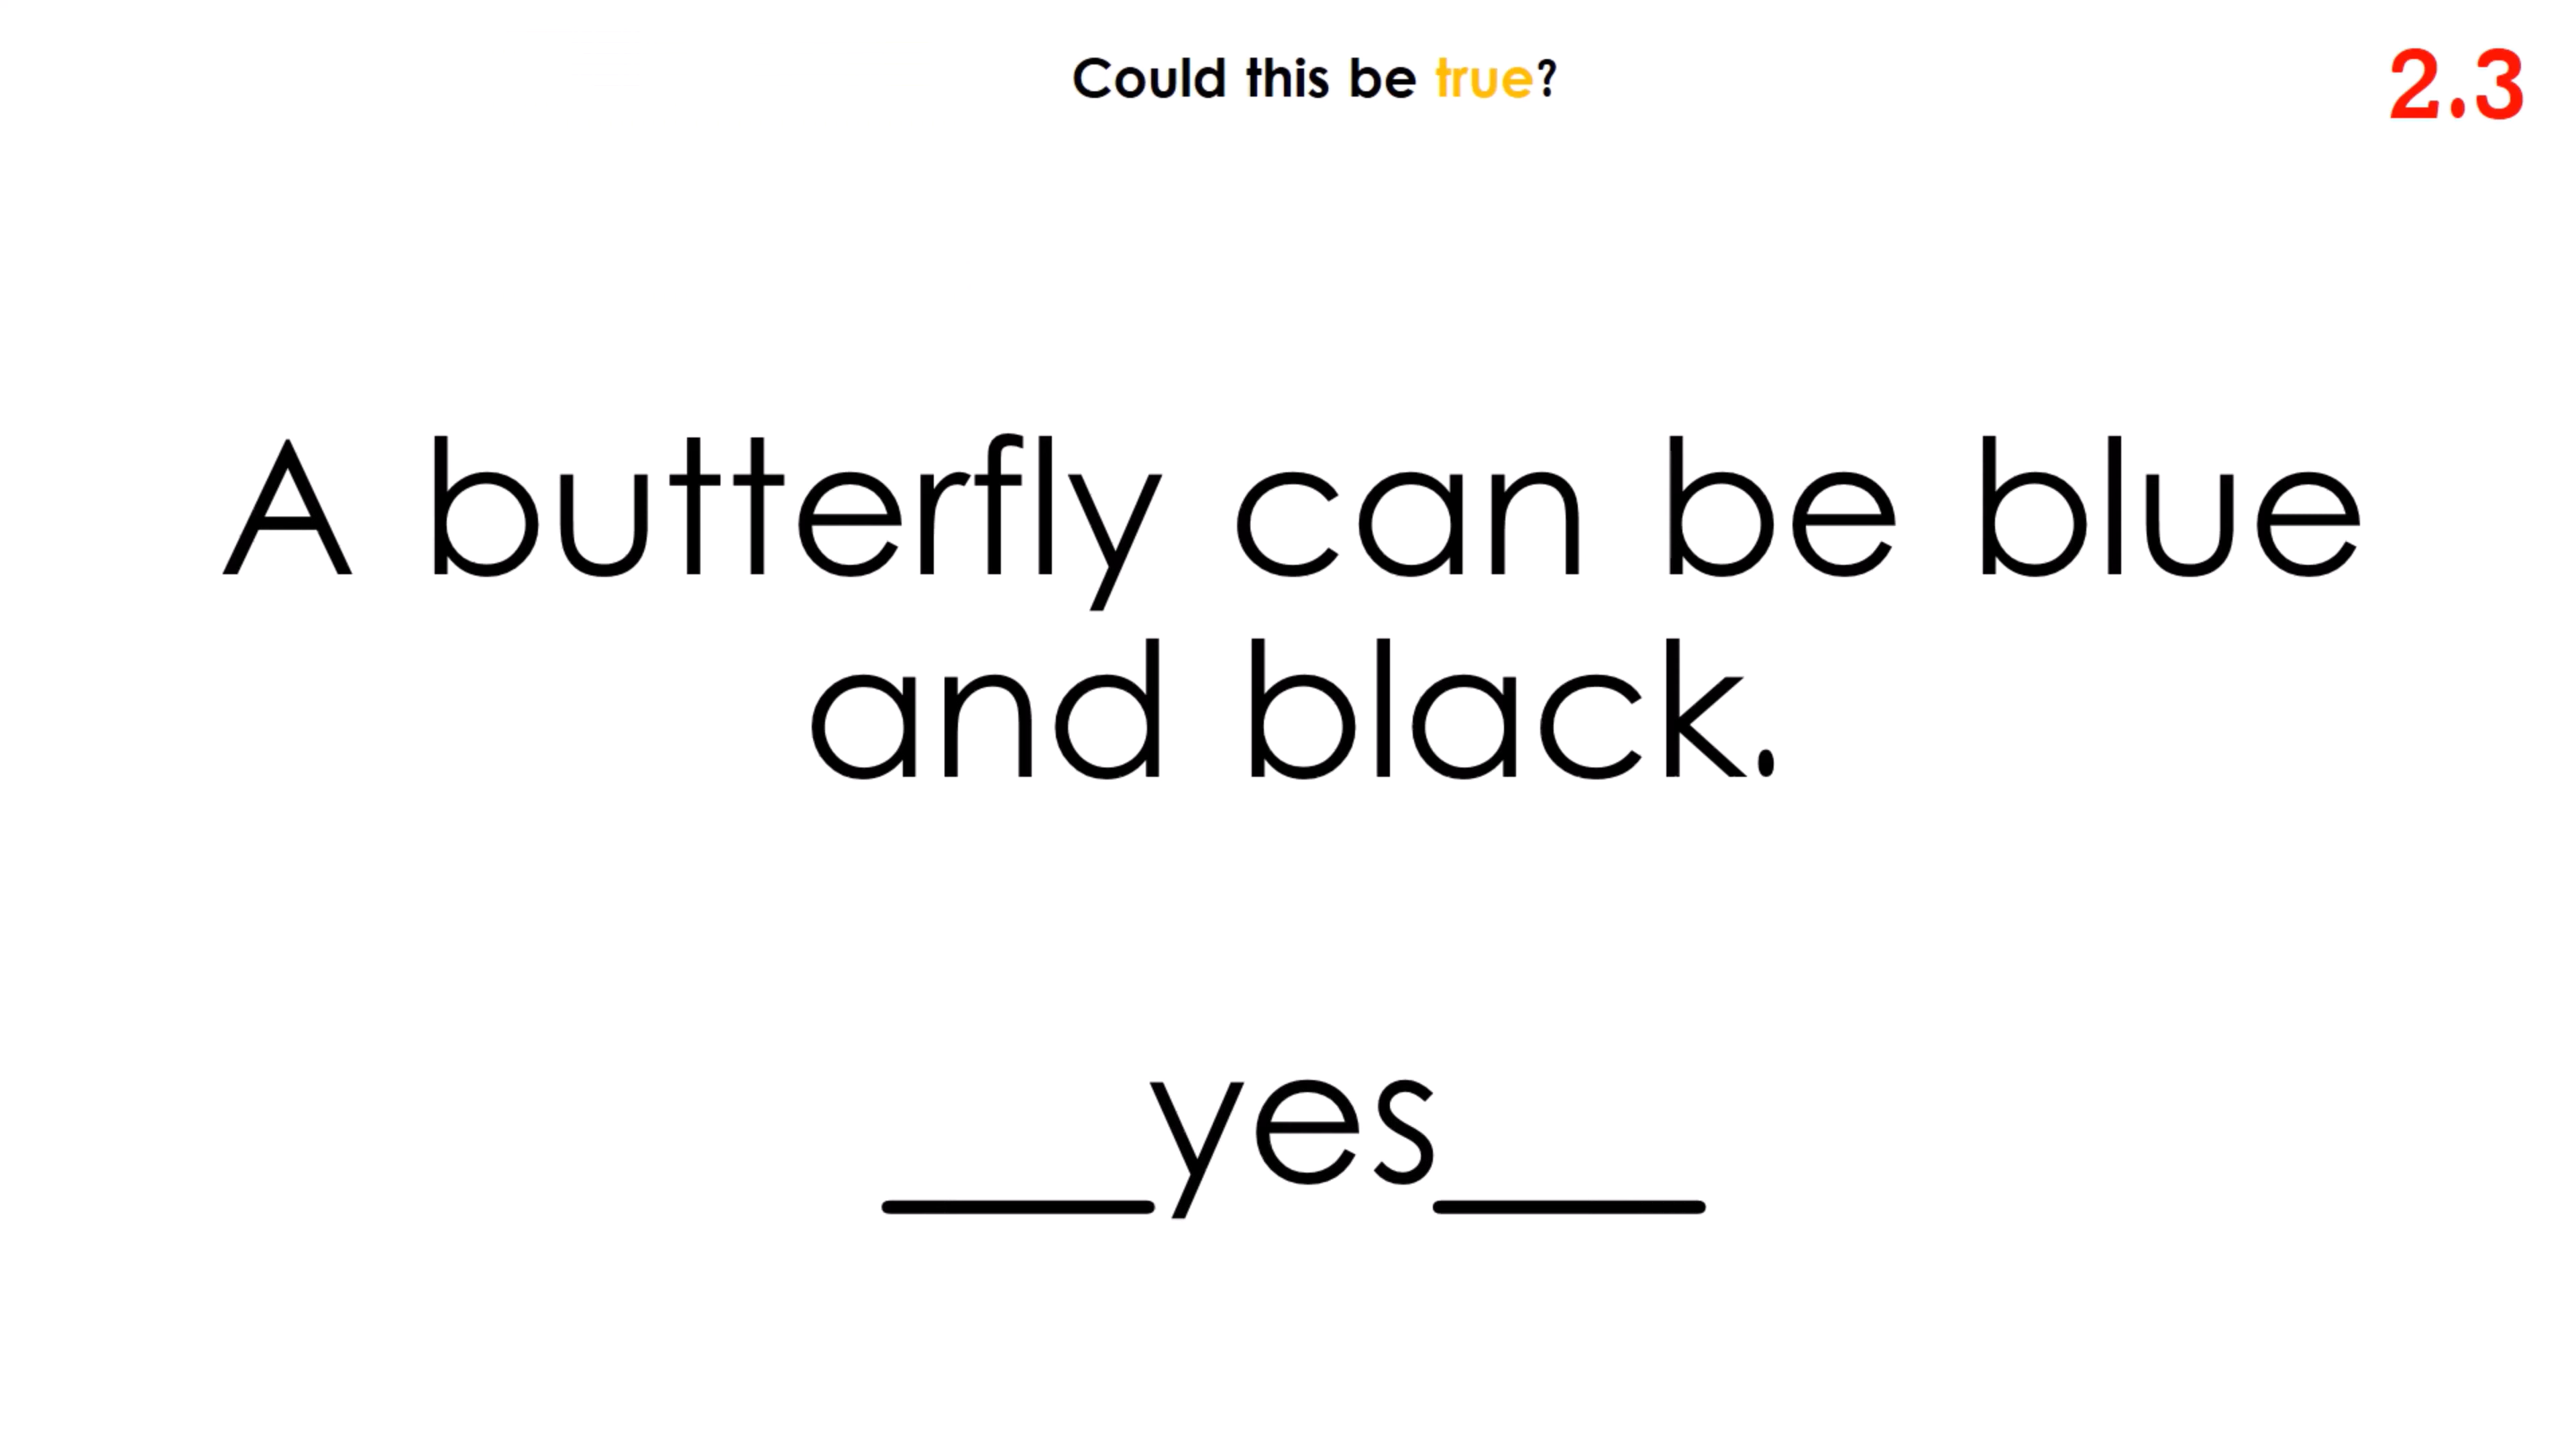 Could this be true?
2.3
A butterfly can be blue
and black.
___yes___